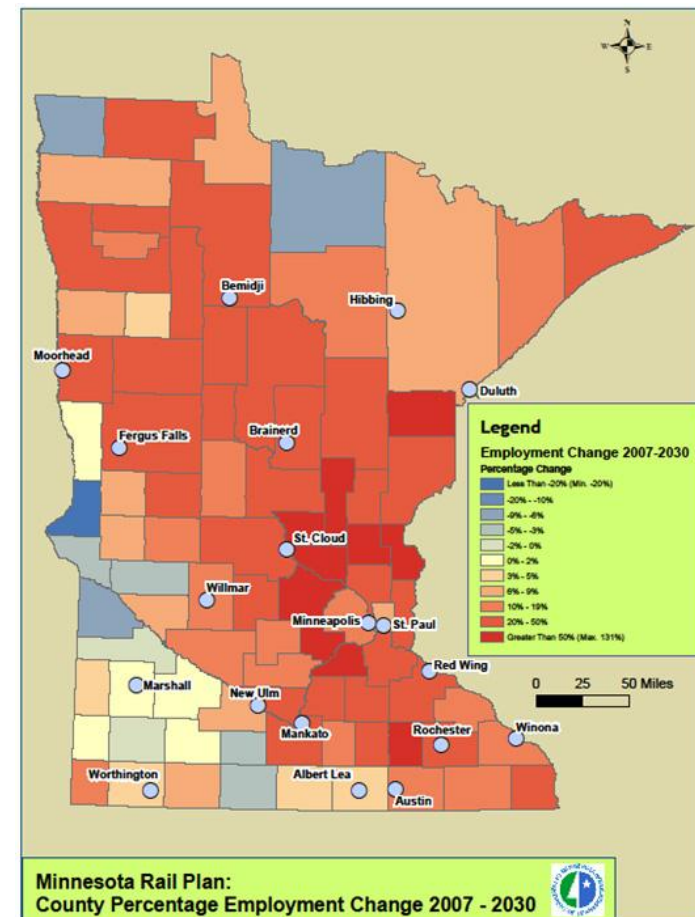 W
N
E
S
Bemidji
Hibbing
Moorhead
Duluth
Fergus Falls
Brainerd
Legend
Employment Change 2007-2030
Percentage Change
Less Than -20% (Min. -20%)
-20% - -10%
-9% - -6%
-5% - -3%
-2% - 0%
0% - 2%
3% - 5%
6% - 9%
10% - 19%
20% - 50%
Greater Than 50% (Max. 131%)
St. Cloud
Willmar
Minneapolis
St. Paul
Red Wing
0 25 50 Miles
Marshall
New Ulm
Mankato
Rochester
Winona
Worthington
Albert Lea
Austin
Minnesota Rail Plan:
County Percentage Employment Change 2007 - 2030